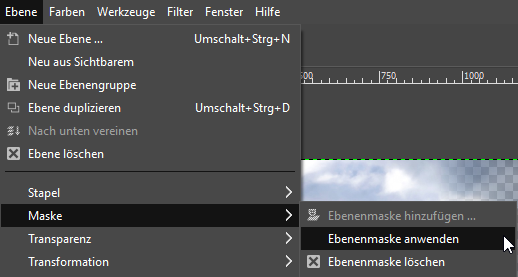 Ebene Farben Werkzeuge Filter Fenster Hilfe
Neue Ebene ... Umschalt+Strg+N
Neu aus Sichtbarem
Neue Ebenengruppe
Ebene duplizieren Umschalt+Strg+D
Nach unten vereinen
Ebene löschen
500 750 1000
Stapel
Maske
Transparenz
Transformation
Ebenenmaske hinzufügen ...
Ebenenmaske anwenden
Ebenenmaske löschen